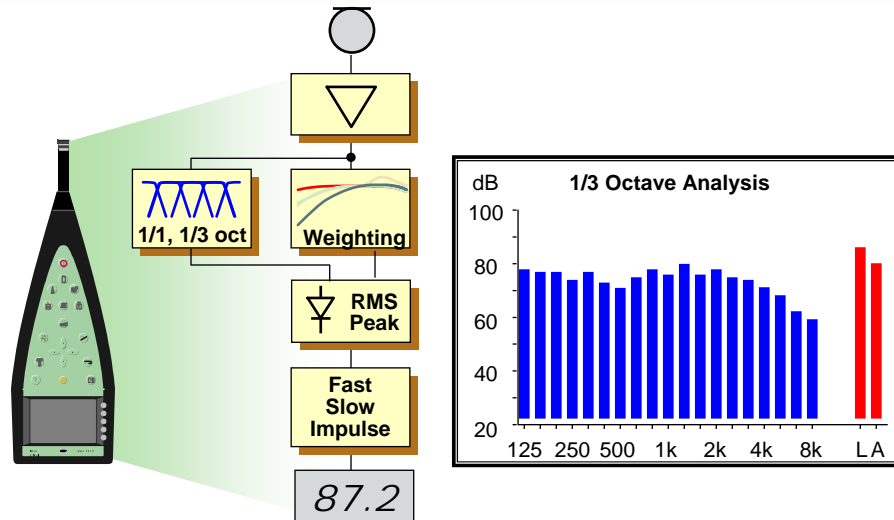 1/1, 1/3 oct
Weighting
RMS
Peak
Fast
Slow
Impulse
87.2
dB 1/3 Octave Analysis
100
80
60
40
20
125 250 500 1k 2k 4k 8k L A